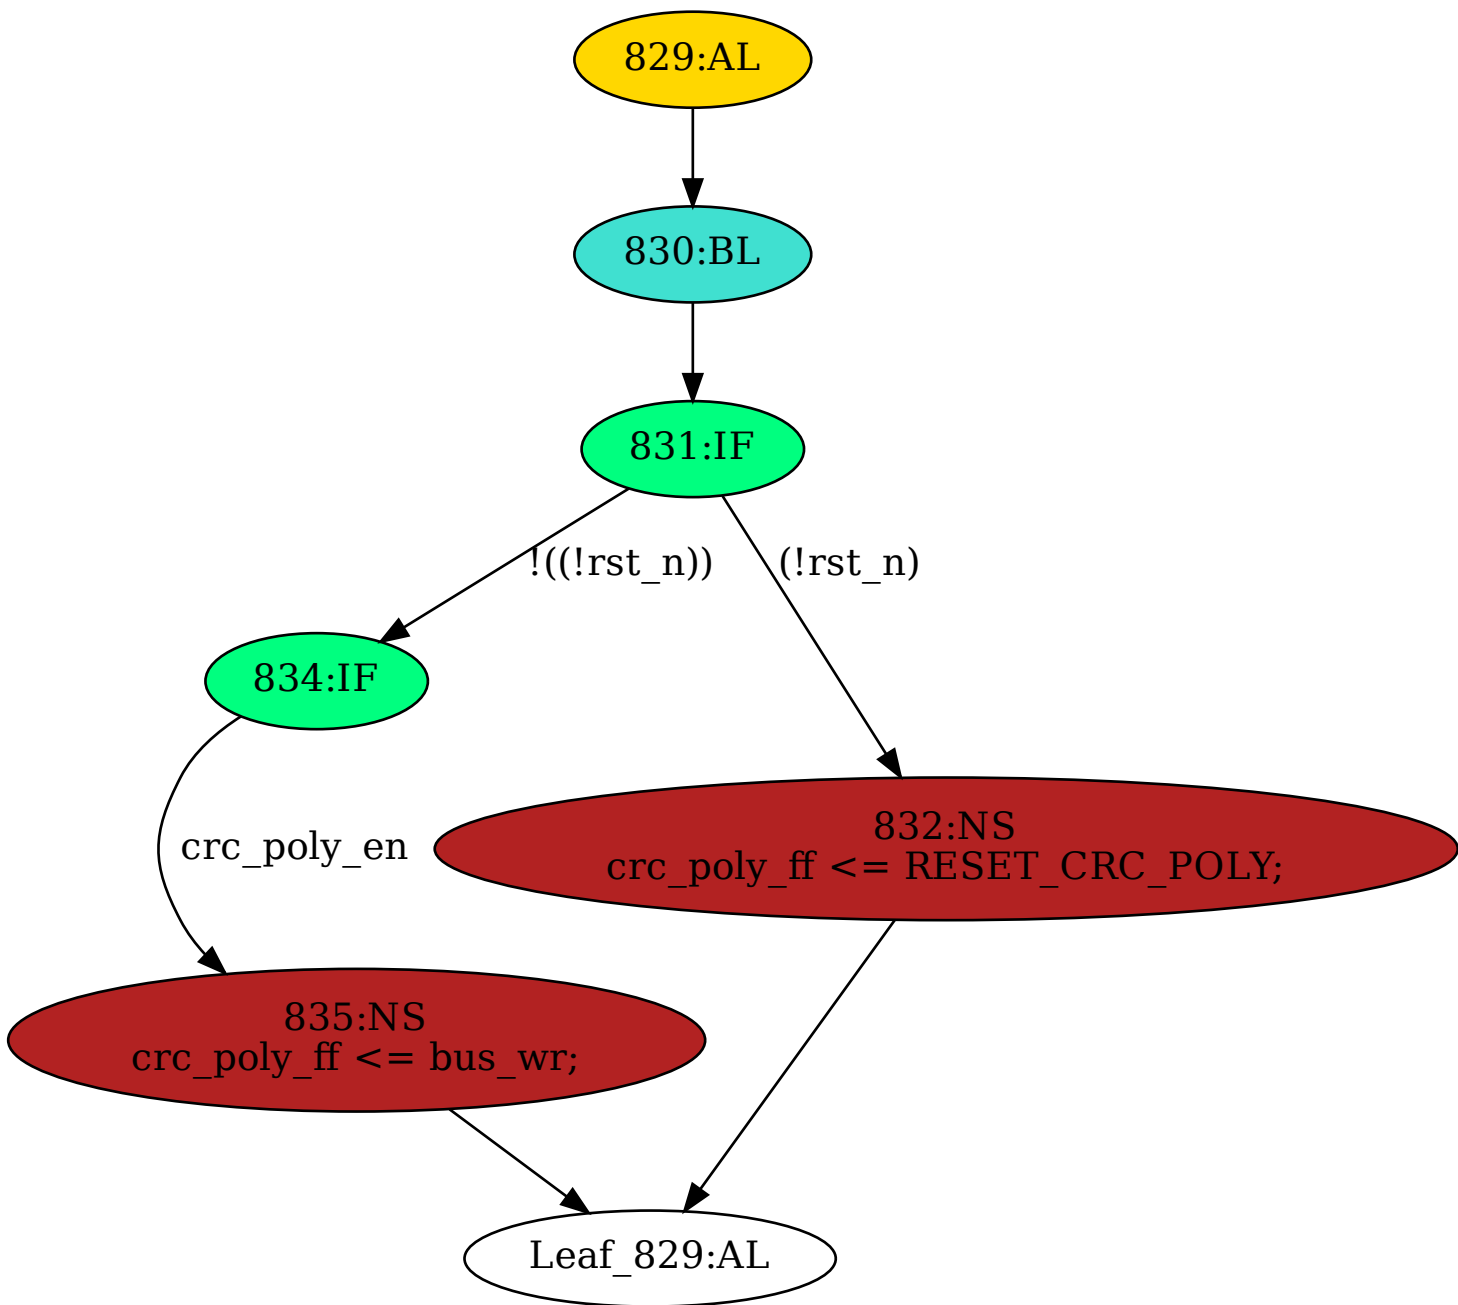 829:AL
830:BL
831:IF
!((!rst_n))
(!rst_n)
834:IF
crc_poly_en
832:NS
crc_poly_ff <= RESET_CRC_POLY;
835:NS
crc_poly_ff <= bus_wr;
Leaf_829:AL